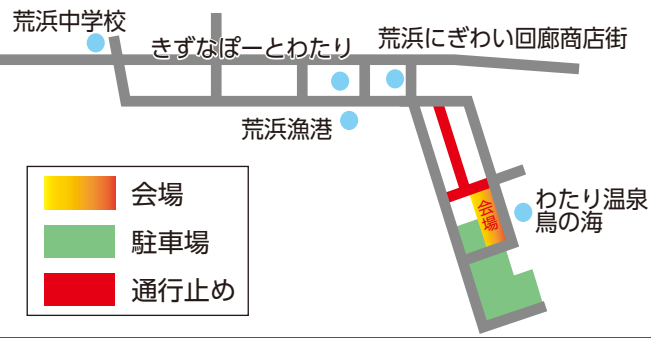 荒浜中学校
きずなぽーとわたり
荒浜にぎわい回廊商店街
荒浜漁港
会場
駐車場
通行止め
会場
わたり温泉
鳥の海